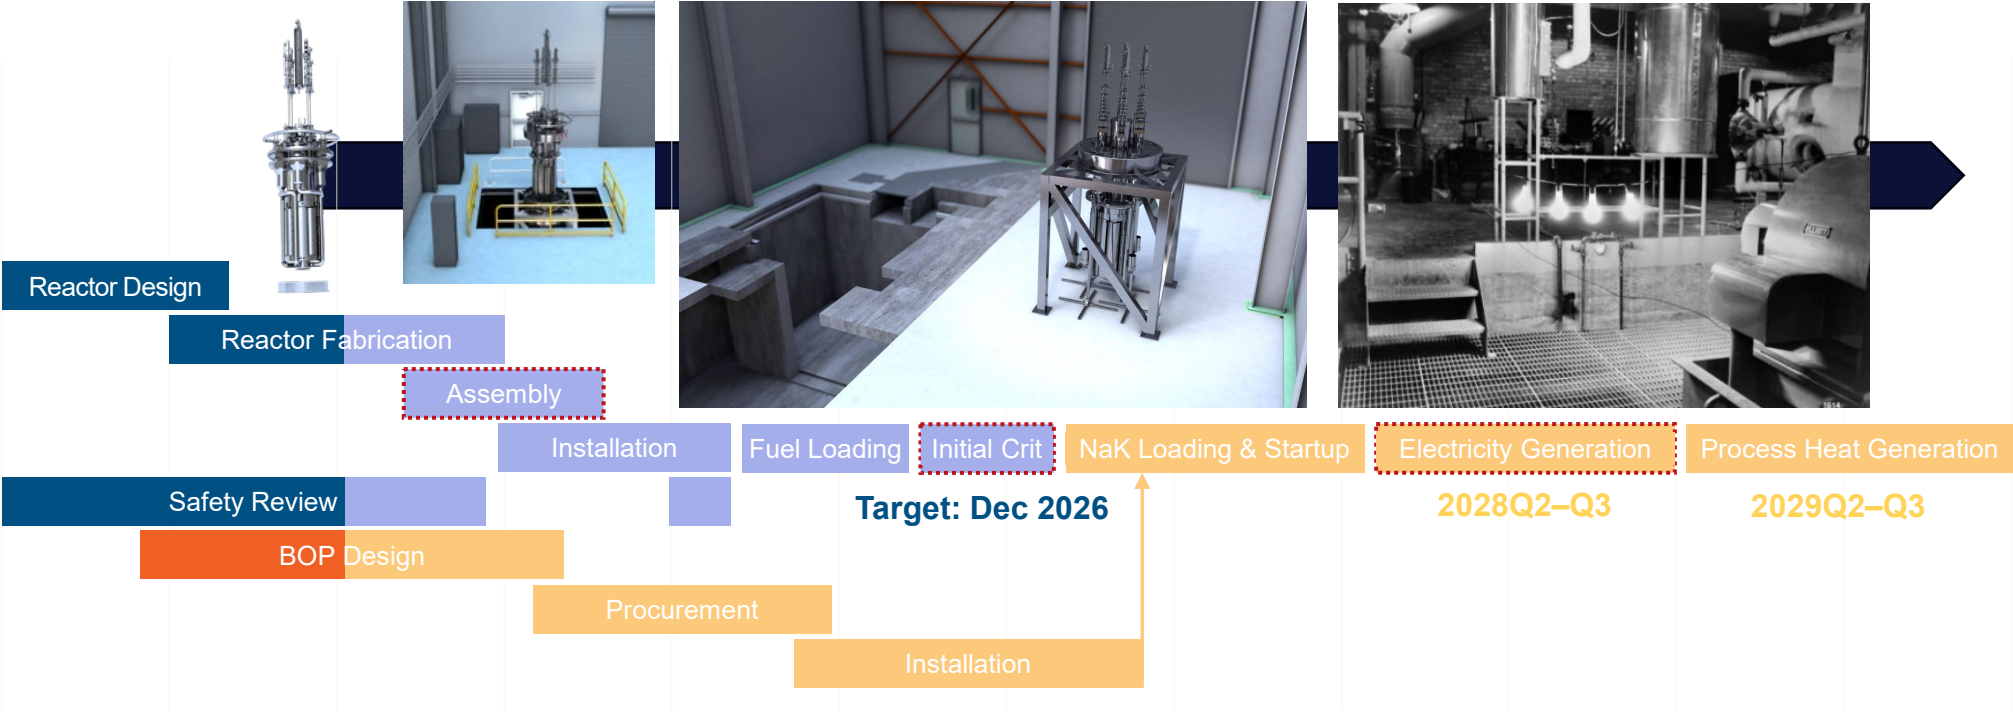 Reactor Design
Reactor Fabrication
Assembly
Installation
Fuel Loading
Initial Crit
NaK Loading & Startup
Electricity Generation
Process Heat Generation
Safety Review
Target: Dec 2026
2028Q2–Q3
2029Q2–Q3
BOP Design
Procurement
Installation
1614